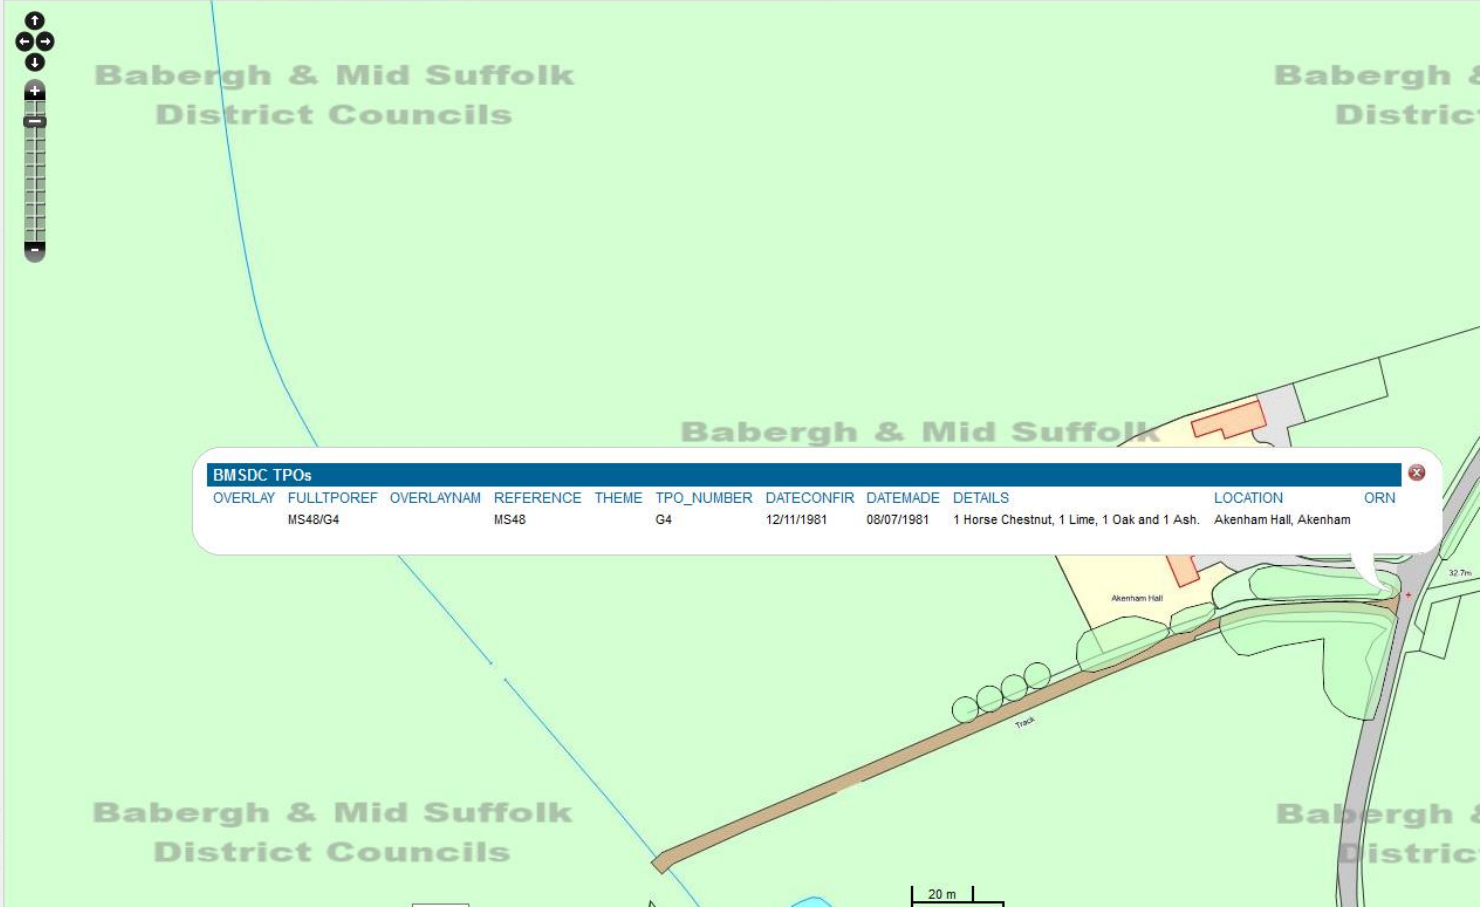 Babergh & Mid Suffolk
District Councils
Babergh &
Distric
Babergh & Mid Suffolk
BMSDC TPOs
OVERLAY FULLTPOREF OVERLAYNAM REFERENCE THEME TPO_NUMBER DATECONFIR DATEMADE DETAILS LOCATION ORN
MS48/G4 MS48 G4 12/11/1981 08/07/1981 1 Horse Chestnut, 1 Lime, 1 Oak and 1 Ash. Akenham Hall, Akenham
32.7m
Akenham Hall
Track
Babergh & Mid Suffolk
District Councils
Babergh &
Distric
20 m